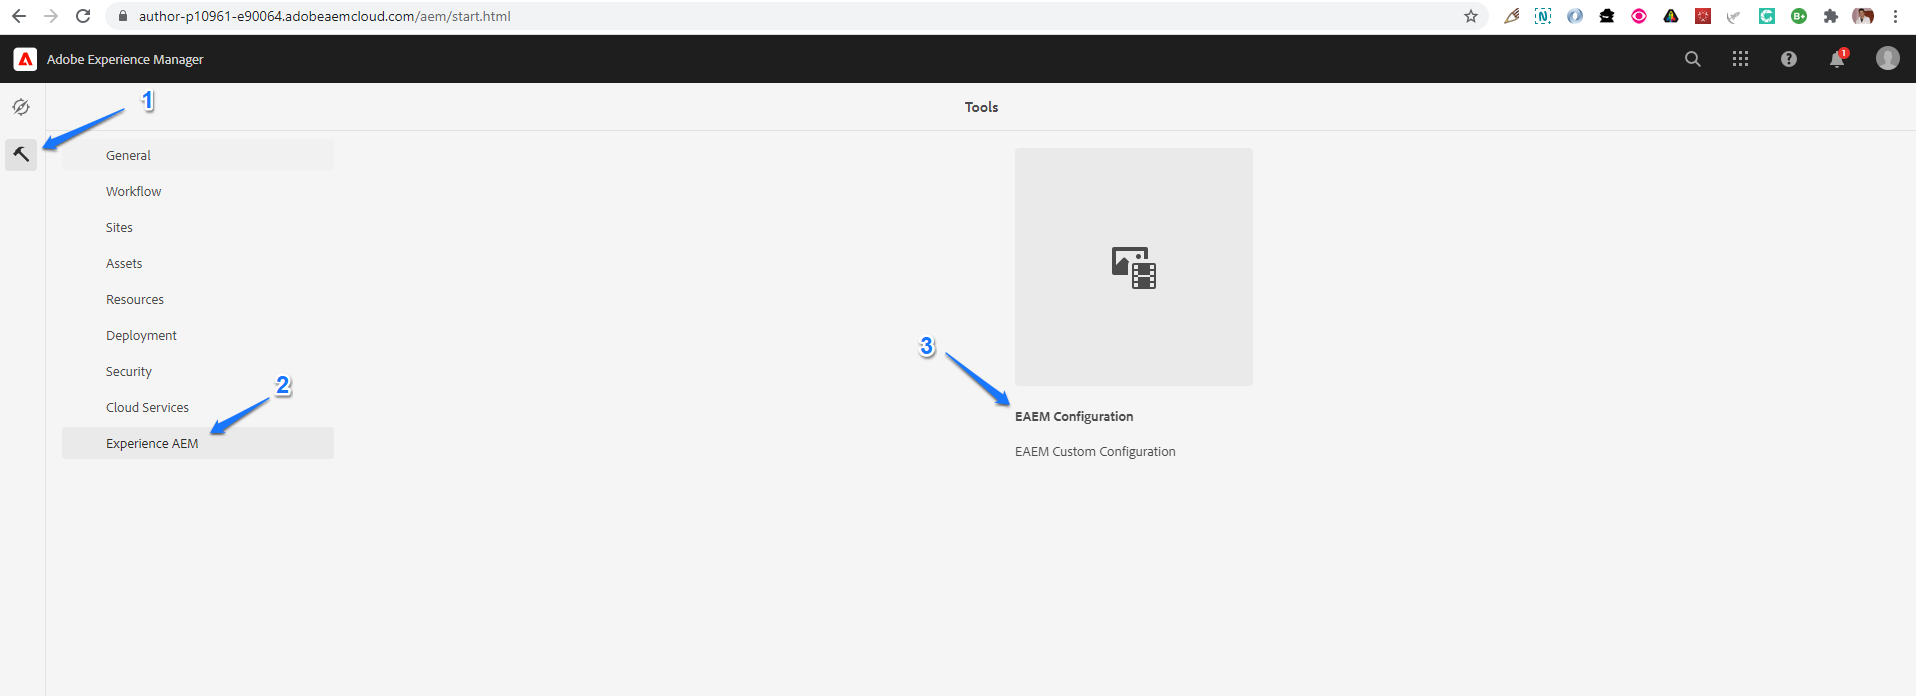 author-p10961-e90064.adobeaemcloud.com/aem/start.html
Adobe Experience Manager
1
Tools
1
General
Workflow
Sites
Assets
Resources
Deployment
Security
Cloud Services
Experience AEM
2
3
EAEM Configuration
EAEM Custom Configuration